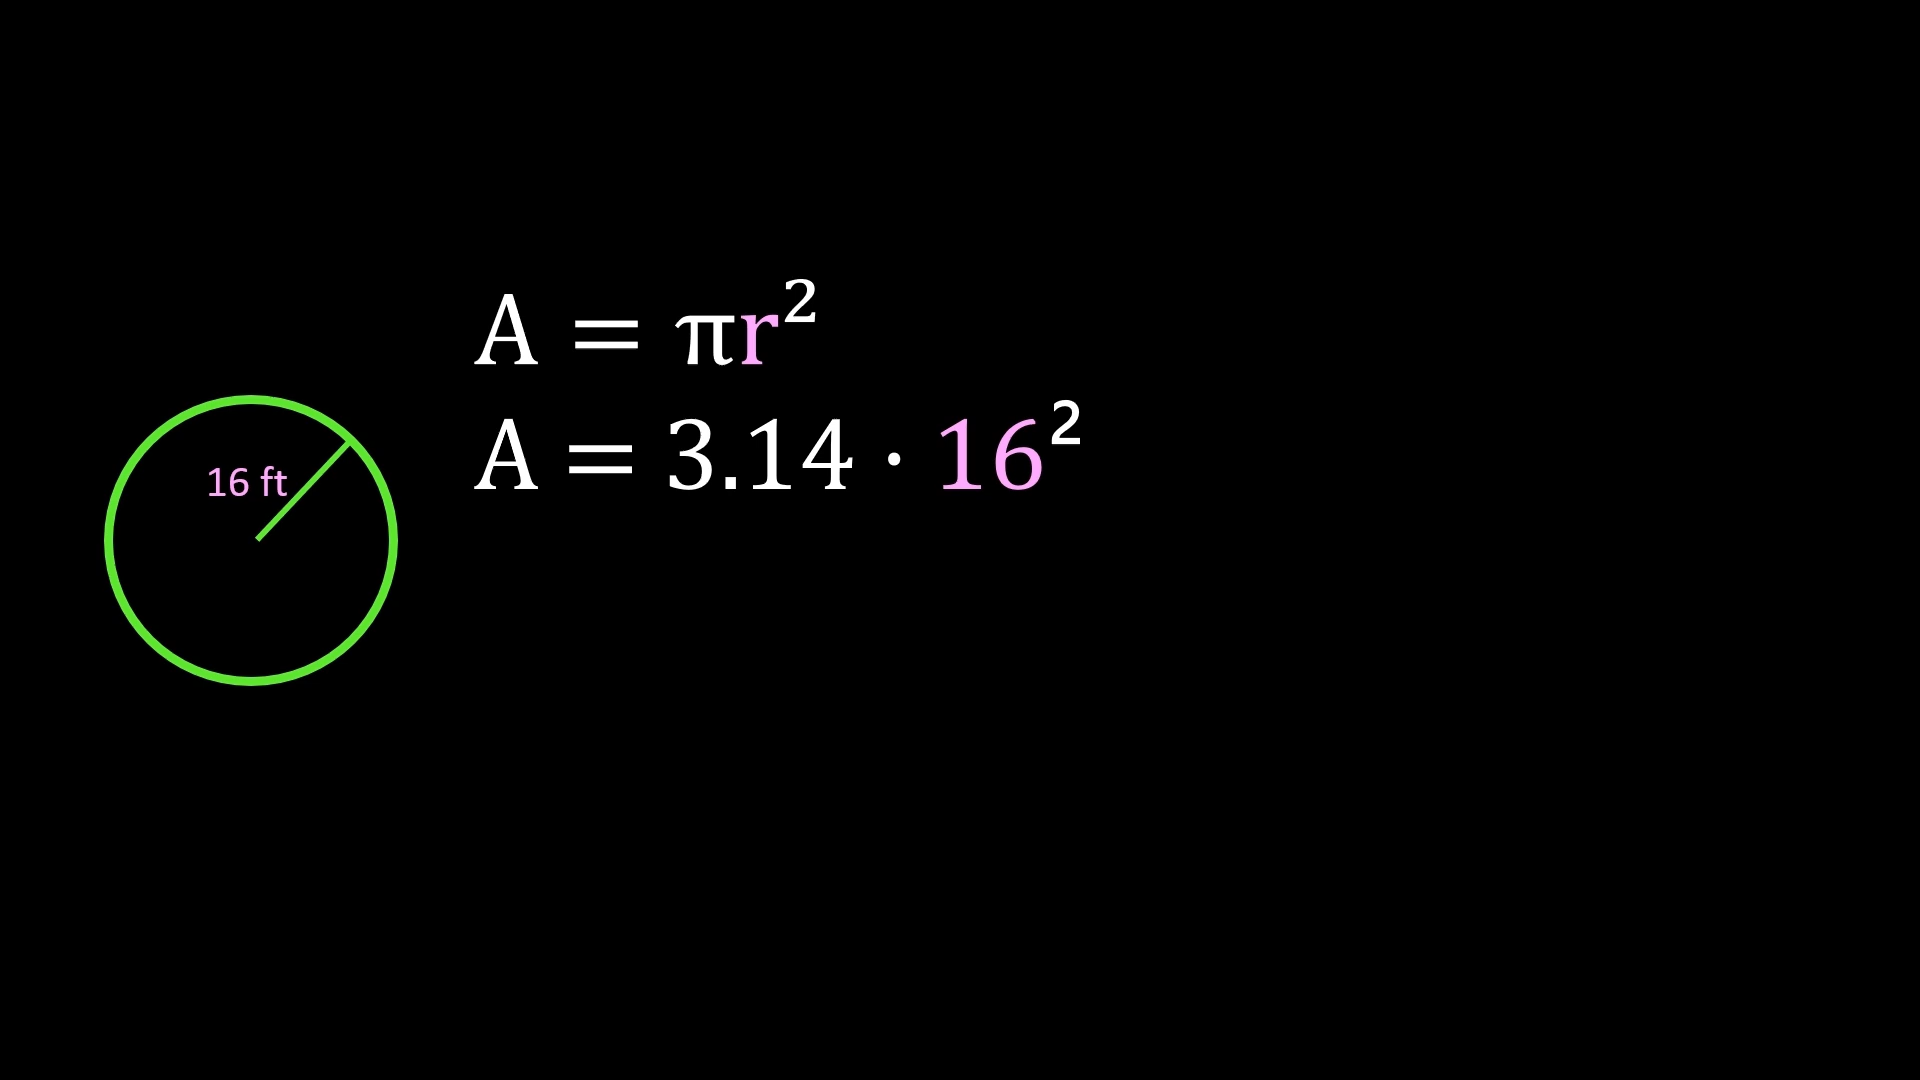 A = πr²
16 ft
A = 3.14 · 16²